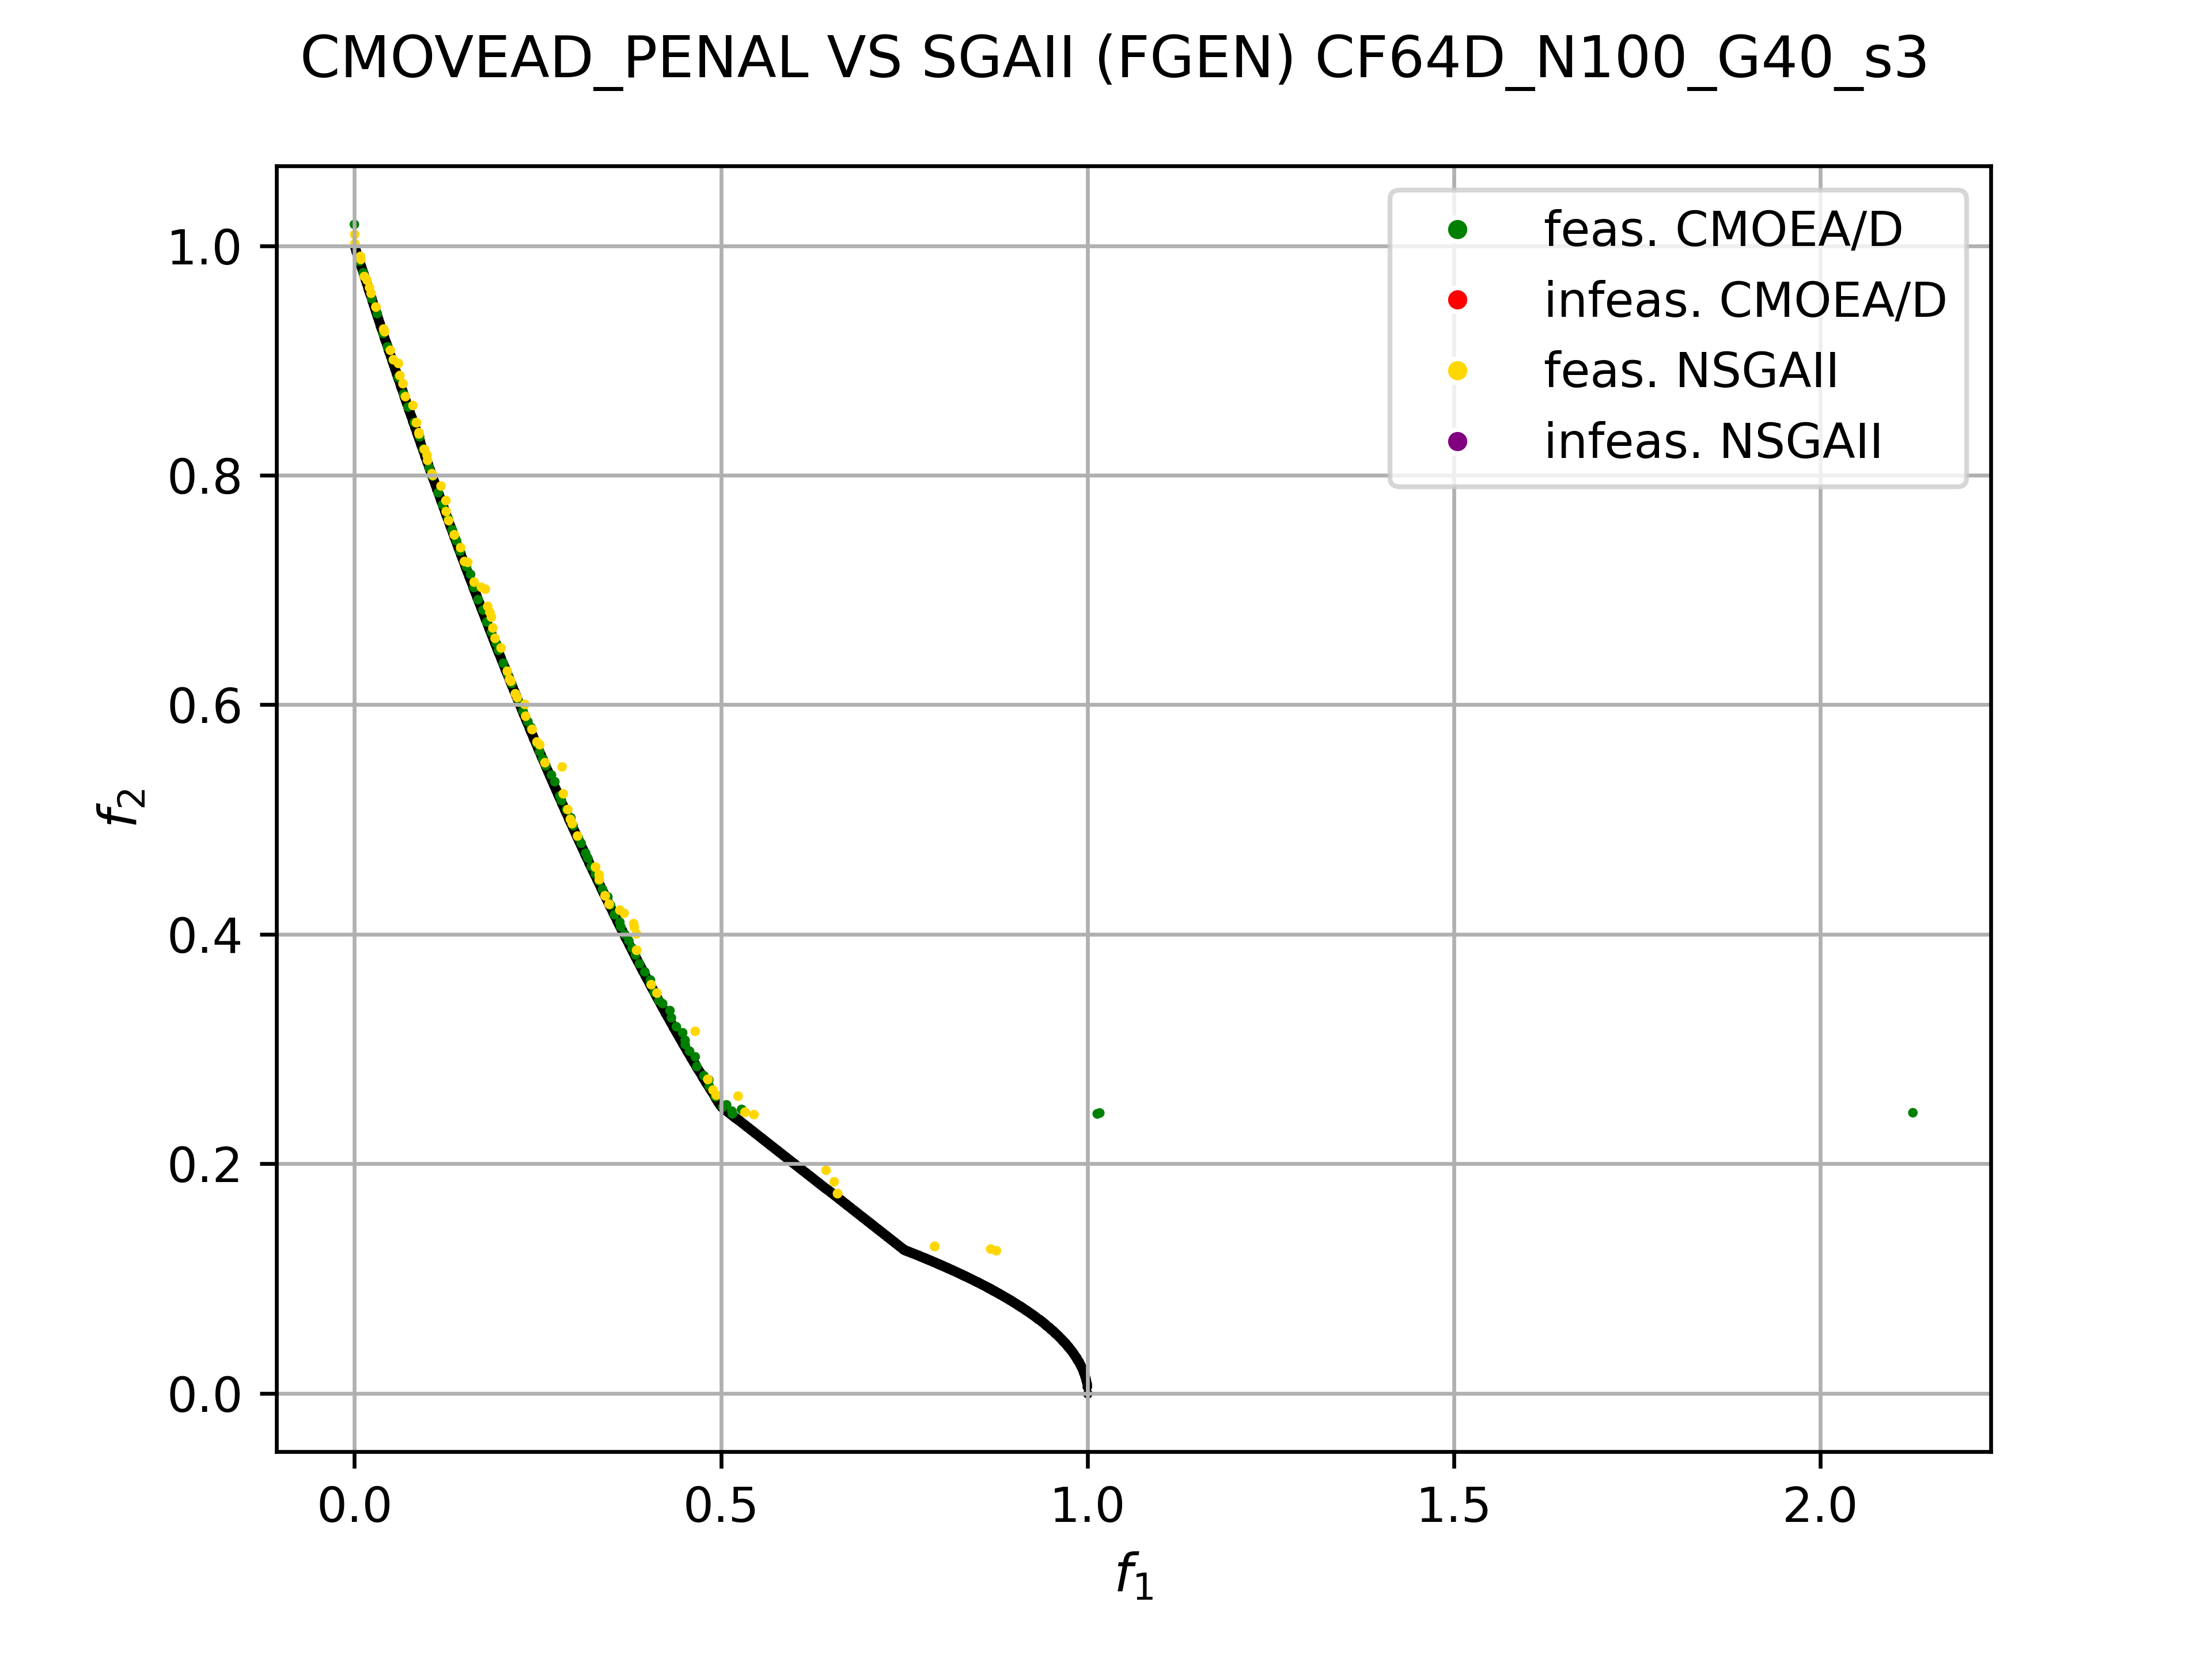 CMOVEAD_PENAL VS SGAII (FGEN) CF64D_N100_G40_s3
feas. CMOEA/D
infeas. CMOEA/D
feas. NSGAII
infeas. NSGAII
1.0
0.8
0.6
0.4
0.2
0.0
f2
0.0 0.5 1.0 1.5 2.0
f1